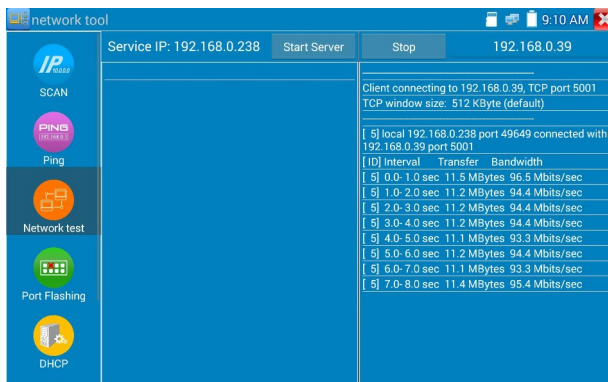 network tool
9:10 AM
Service IP: 192.168.0.238
Start Server
Stop
192.168.0.39
IP
SCAN
PING
Ping
Network test
Port Flashing
DHCP
Client connecting to 192.168.0.39, TCP port 5001
TCP window size: 512 KByte (default)
[ 5] local 192.168.0.238 port 49649 connected with
192.168.0.39 port 5001
[ ID] Interval Transfer Bandwidth
[ 5] 0.0- 1.0 sec 11.5 MBytes 96.5 Mbits/sec
[ 5] 1.0- 2.0 sec 11.2 MBytes 94.4 Mbits/sec
[ 5] 2.0- 3.0 sec 11.2 MBytes 94.4 Mbits/sec
[ 5] 3.0- 4.0 sec 11.2 MBytes 94.4 Mbits/sec
[ 5] 4.0- 5.0 sec 11.1 MBytes 93.3 Mbits/sec
[ 5] 5.0- 6.0 sec 11.2 MBytes 94.4 Mbits/sec
[ 5] 6.0- 7.0 sec 11.1 MBytes 93.3 Mbits/sec
[ 5] 7.0- 8.0 sec 11.4 MBytes 95.4 Mbits/sec